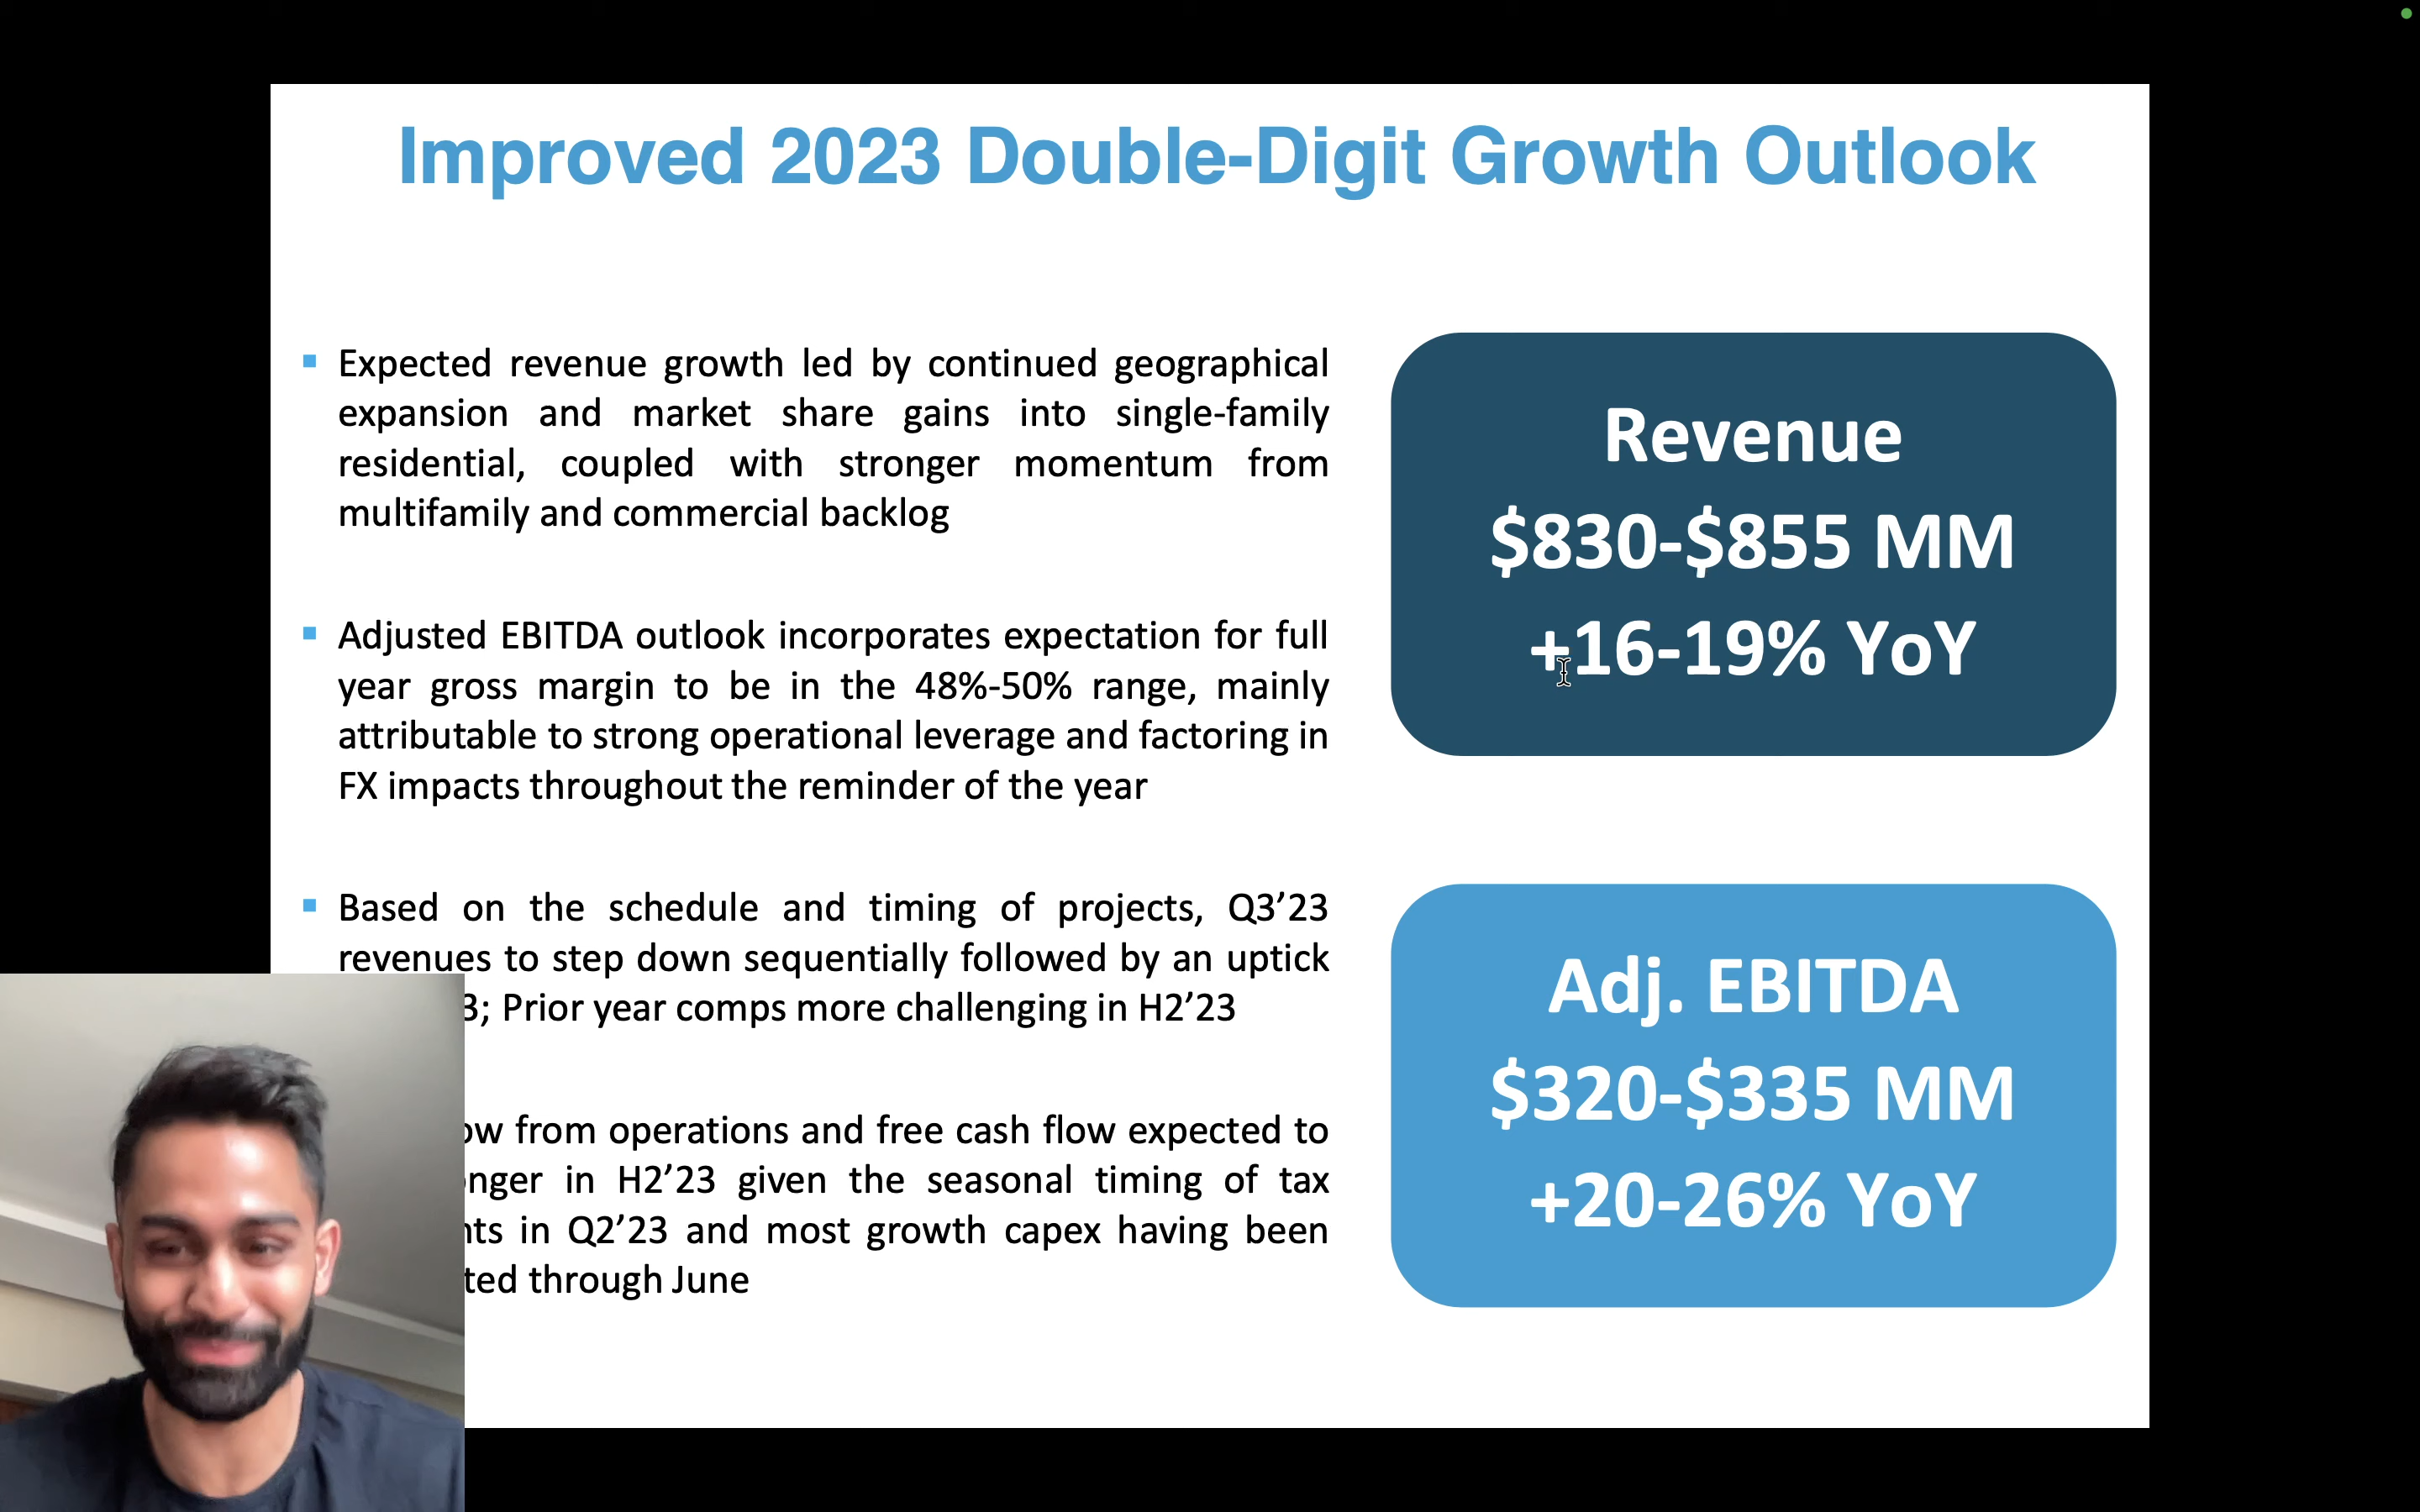 Improved 2023 Double-Digit Growth Outlook
Expected revenue growth led by continued geographical
expansion and market share gains into single-family
residential, coupled with stronger momentum from
multifamily and commercial backlog
Adjusted EBITDA outlook incorporates expectation for full
year gross margin to be in the 48%-50% range, mainly
attributable to strong operational leverage and factoring in
FX impacts throughout the reminder of the year
Based on the schedule and timing of projects, Q3’23
revenues to step down sequentially followed by an uptick
3; Prior year comps more challenging in H2’23
from operations and free cash flow expected to
in H2’23 given the seasonal timing of tax
in Q2’23 and most growth capex having been
through June
Revenue
$830-$855 MM
+16-19% YoY
Adj. EBITDA
$320-$335 MM
+20-26% YoY